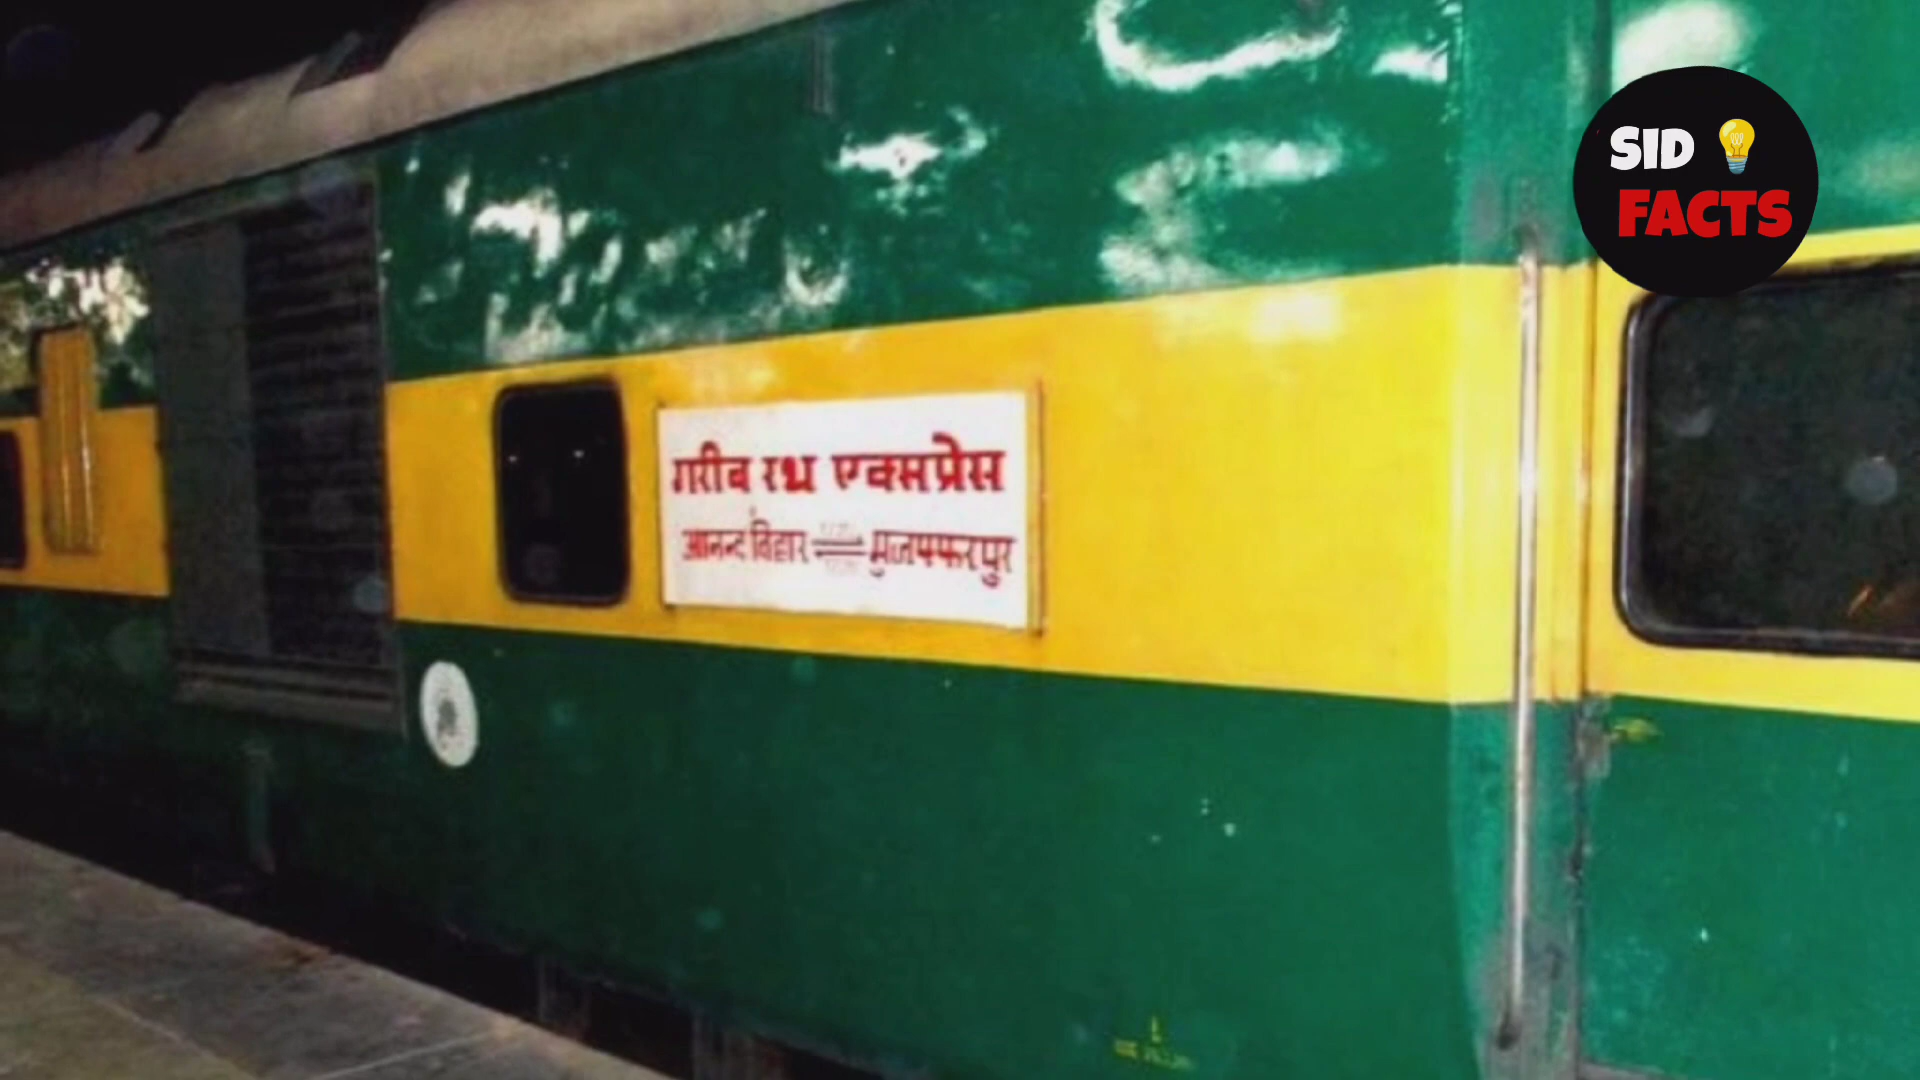 SID
FACTS
गरीब रथ एक्सप्रेस
आनन्द विहार मुजफ्फरपुर